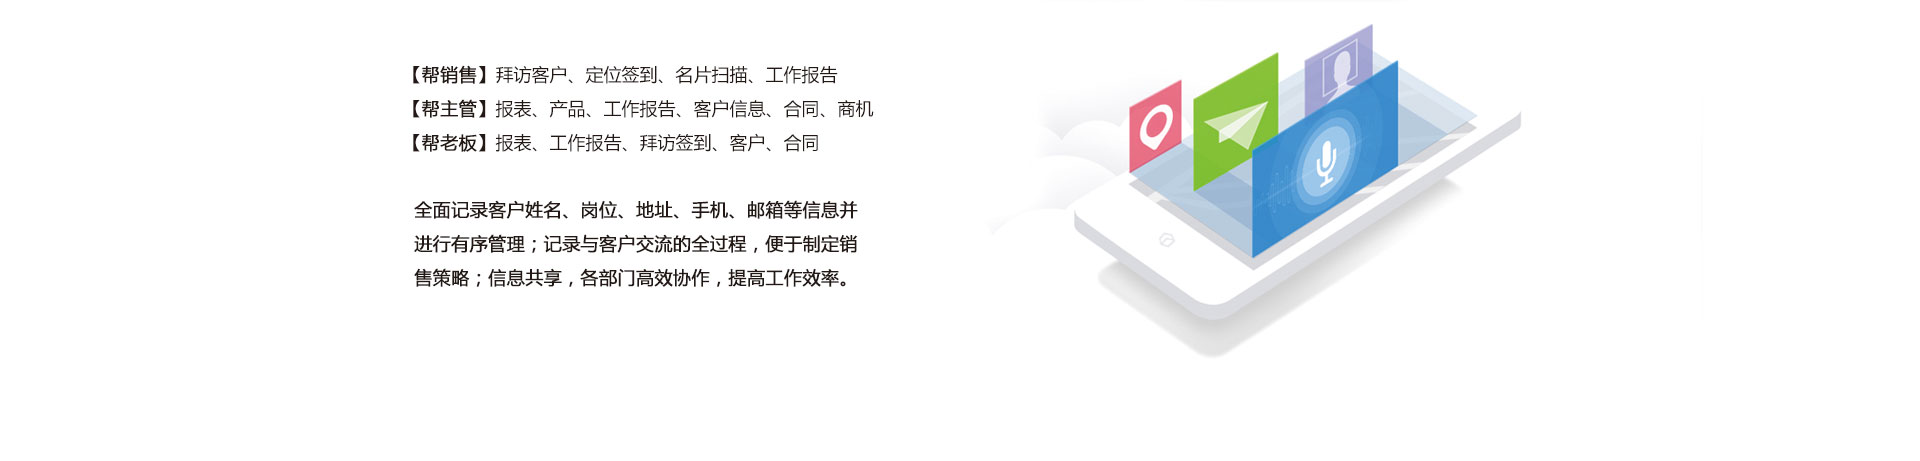 【帮销售】拜访客户、定位签到、名片扫描、工作报告
【帮主管】报表、产品、工作报告、客户信息、合同、商机
【帮老板】报表、工作报告、拜访签到、客户、合同
全面记录客户姓名、岗位、地址、手机、邮箱等信息并
进行有序管理；记录与客户交流的全过程，便于制定销
售策略；信息共享，各部门高效协作，提高工作效率。